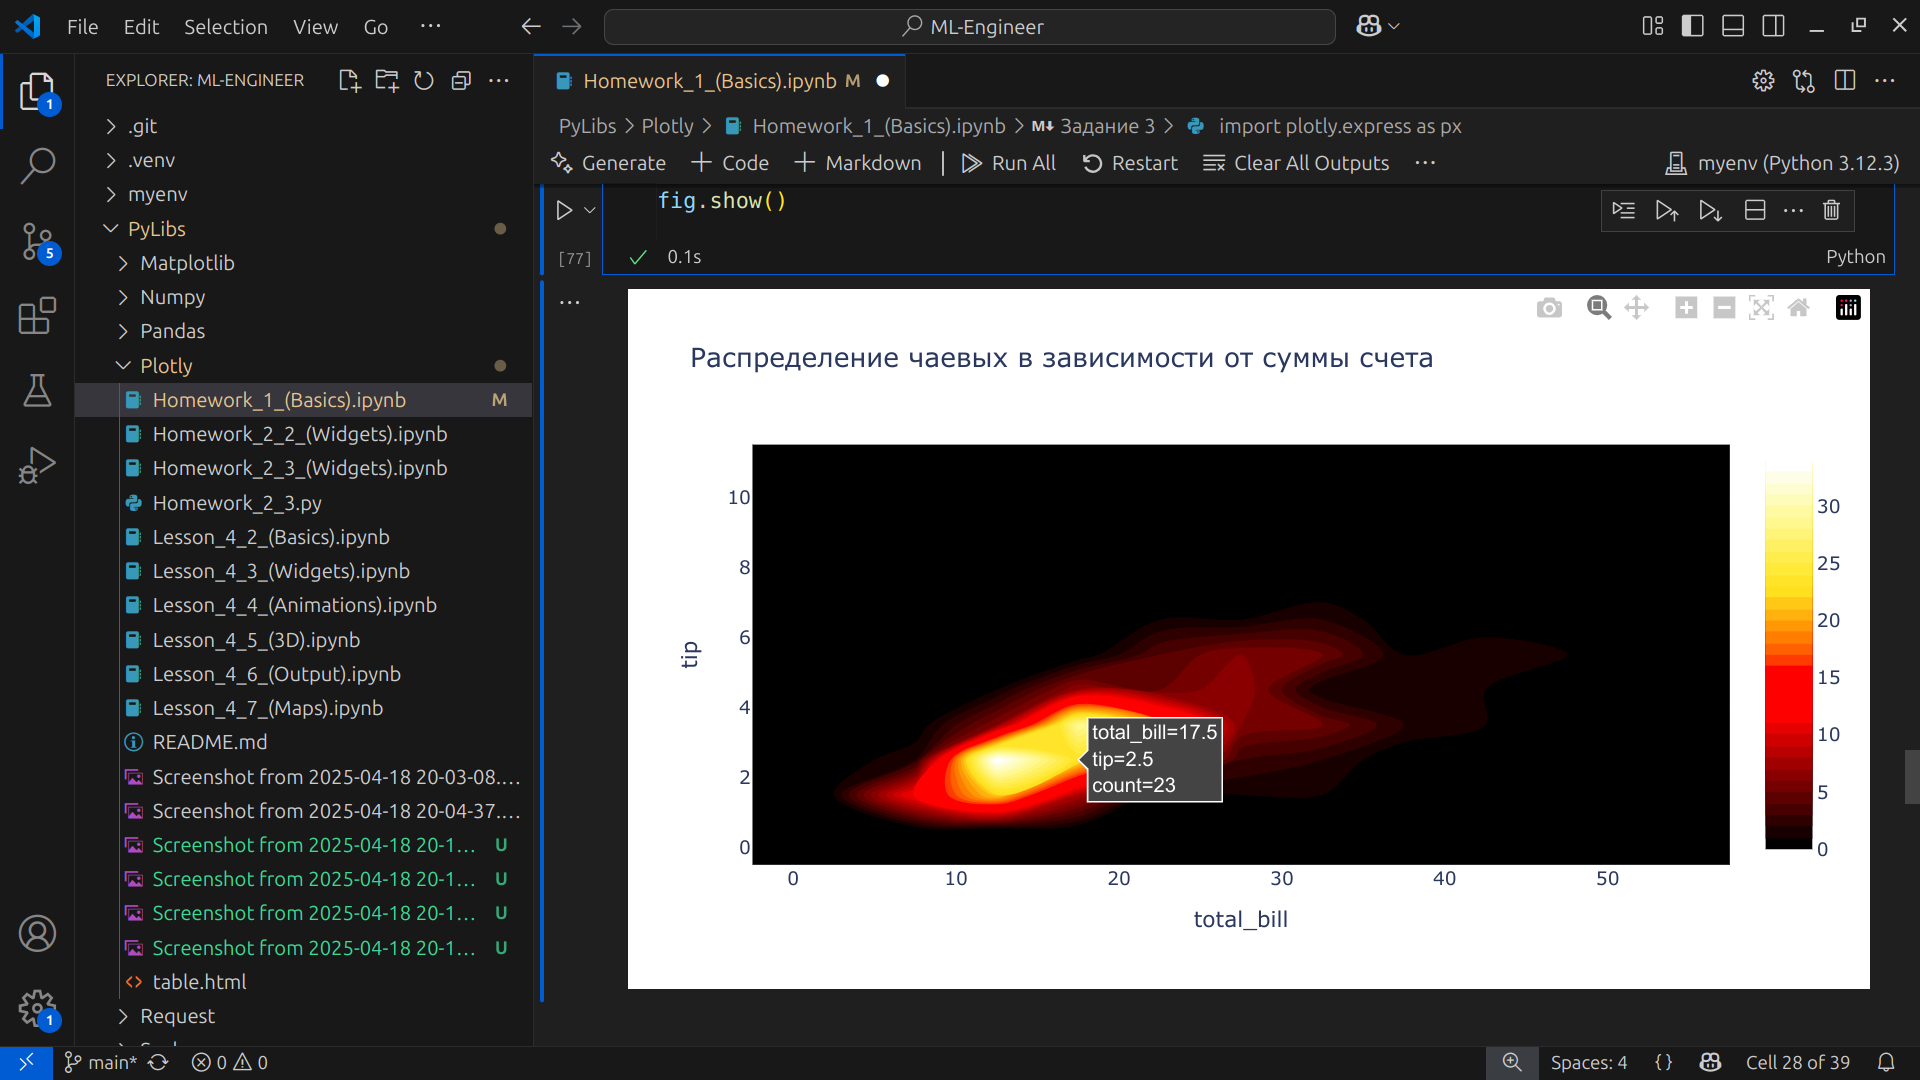 File Edit Selection View Go ···
ML-Engineer
EXPLORER: ML-ENGINEER
.git
.venv
myenv
PyLibs
Matplotlib
Numpy
Pandas
Plotly
Homework_1_(Basics).ipynb M
Homework_2_2_(Widgets).ipynb
Homework_2_3_(Widgets).ipynb
Homework_2_3.py
Lesson_4_2_(Basics).ipynb
Lesson_4_3_(Widgets).ipynb
Lesson_4_4_(Animations).ipynb
Lesson_4_5_(3D).ipynb
Lesson_4_6_(Output).ipynb
Lesson_4_7_(Maps).ipynb
README.md
Screenshot from 2025-04-18 20-03-08....
Screenshot from 2025-04-18 20-04-37....
Screenshot from 2025-04-18 20-1... U
Screenshot from 2025-04-18 20-1... U
Screenshot from 2025-04-18 20-1... U
Screenshot from 2025-04-18 20-1... U
table.html
Request
1
5
1
Homework_1_(Basics).ipynb M
PyLibs > Plotly > Homework_1_(Basics).ipynb > M↓ Задание 3 > import plotly.express as px
Generate + Code + Markdown | Run All Restart Clear All Outputs ··· myenv (Python 3.12.3)
fig.show()
[77] 0.1s Python
Распределение чаевых в зависимости от суммы счета
10
8
6
4
2
0
tip
0 10 20 30 40 50
total_bill
total_bill=17.5
tip=2.5
count=23
30
25
20
15
10
5
0
main* 0 0 Spaces: 4 {} Cell 28 of 39